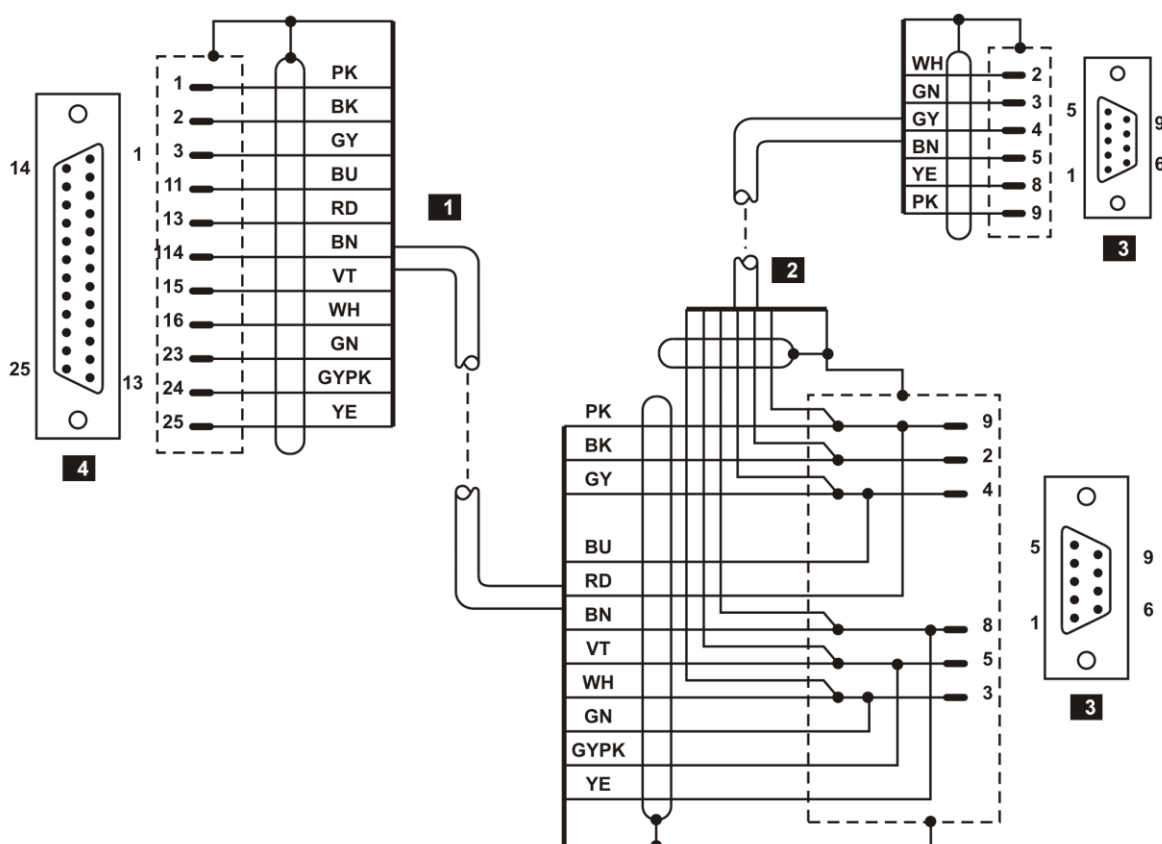 1 PK
2 BK
3 GY
11 BU
13 RD
114 BN
15 VT
16 WH
23 GN
24 GYPK
25 YE
14
1
25
13
4
1
WH 2
GN 3
GY 4
BN 5
YE 8
PK 9
5
9
1
6
3
2
PK 9
BK 2
GY 4
BU
RD
BN 8
VT 5
WH 3
GN
GYPK
YE
5
9
1
6
3